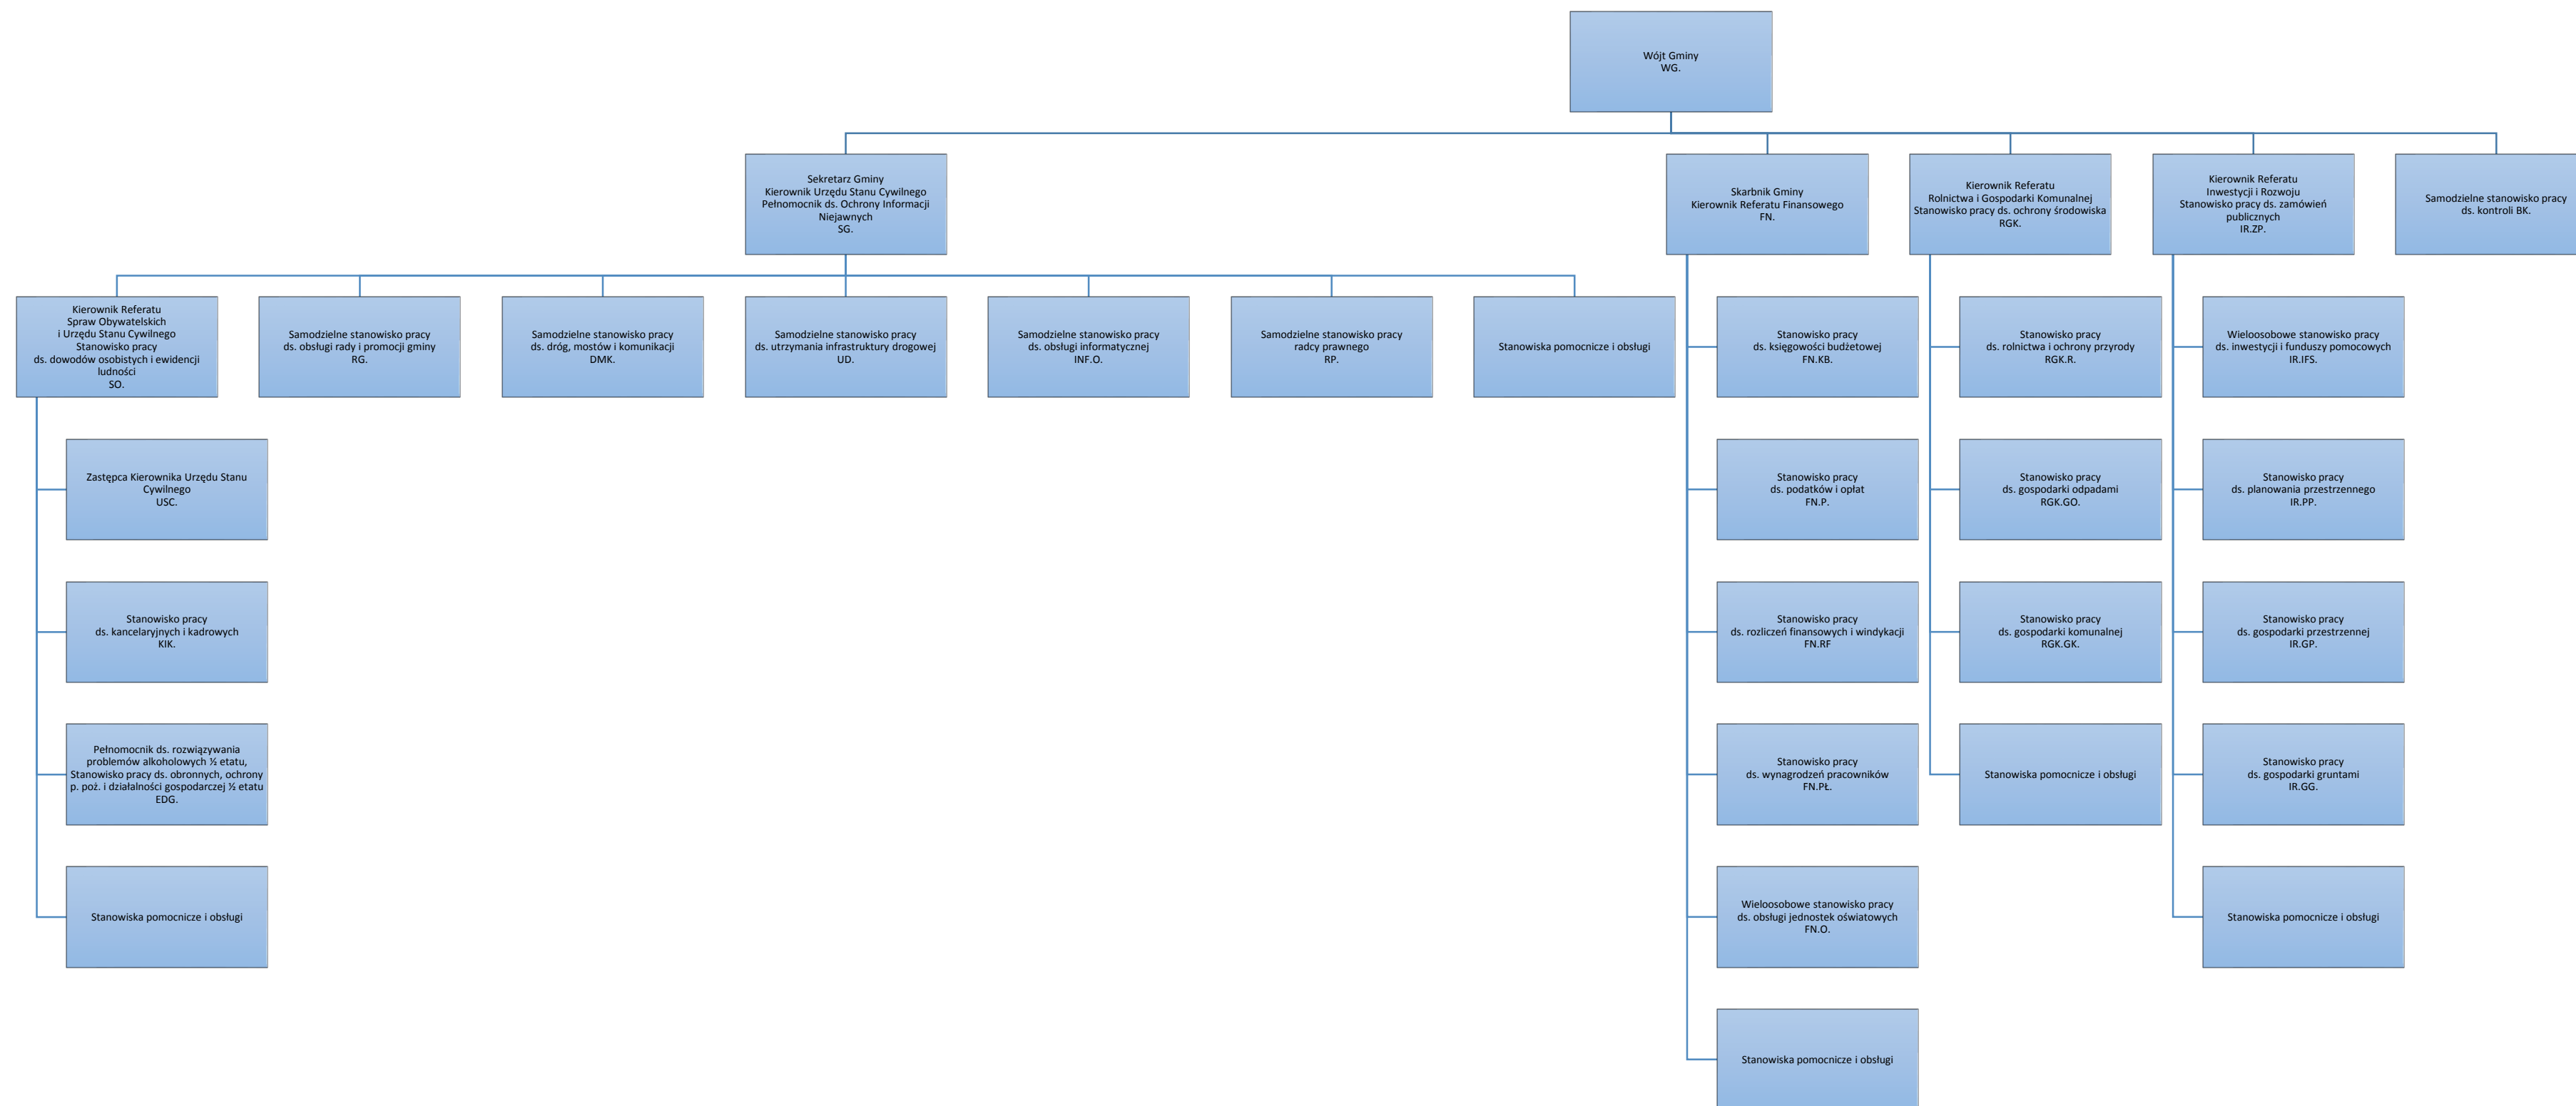 Wójt Gminy
WG.
Sekretarz Gminy
Kierownik Urzędu Stanu Cywilnego
Pełnomocnik ds. Ochrony Informacji
Niejawnych
SG.
Skarbnik Gminy
Kierownik Referatu Finansowego
FN.
Kierownik Referatu
Rolnictwa i Gospodarki Komunalnej
Stanowisko pracy ds. ochrony środowiska
RGK.
Kierownik Referatu
Inwestycji i Rozwoju
Stanowisko pracy ds. zamówień
publicznych
IR.ZP.
Samodzielne stanowisko pracy
ds. kontroli BK.
Kierownik Referatu
Spraw Obywatelskich
i Urzędu Stanu Cywilnego
Stanowisko pracy
ds. dowodów osobistych i ewidencji
ludności
SO.
Samodzielne stanowisko pracy
ds. obsługi rady i promocji gminy
RG.
Samodzielne stanowisko pracy
ds. dróg, mostów i komunikacji
DMK.
Samodzielne stanowisko pracy
ds. utrzymania infrastruktury drogowej
UD.
Samodzielne stanowisko pracy
ds. obsługi informatycznej
INF.O.
Samodzielne stanowisko pracy
radcy prawnego
RP.
Stanowiska pomocnicze i obsługi
Stanowisko pracy
ds. księgowości budżetowej
FN.KB.
Stanowisko pracy
ds. rolnictwa i ochrony przyrody
RGK.R.
Wieloosobowe stanowisko pracy
ds. inwestycji i funduszy pomocowych
IR.IFS.
Zastępca Kierownika Urzędu Stanu
Cywilnego
USC.
Stanowisko pracy
ds. podatków i opłat
FN.P.
Stanowisko pracy
ds. gospodarki odpadami
RGK.GO.
Stanowisko pracy
ds. planowania przestrzennego
IR.PP.
Stanowisko pracy
ds. kancelaryjnych i kadrowych
KIK.
Stanowisko pracy
ds. rozliczeń finansowych i windykacji
FN.RF
Stanowisko pracy
ds. gospodarki komunalnej
RGK.GK.
Stanowisko pracy
ds. gospodarki przestrzennej
IR.GP.
Pełnomocnik ds. rozwiązywania
problemów alkoholowych ½ etatu,
Stanowisko pracy ds. obronnych, ochrony
p. poż. i działalności gospodarczej ½ etatu
EDG.
Stanowisko pracy
ds. wynagrodzeń pracowników
FN.PŁ.
Stanowiska pomocnicze i obsługi
Stanowisko pracy
ds. gospodarki gruntami
IR.GG.
Stanowiska pomocnicze i obsługi
Wieloosobowe stanowisko pracy
ds. obsługi jednostek oświatowych
FN.O.
Stanowiska pomocnicze i obsługi
Stanowiska pomocnicze i obsługi